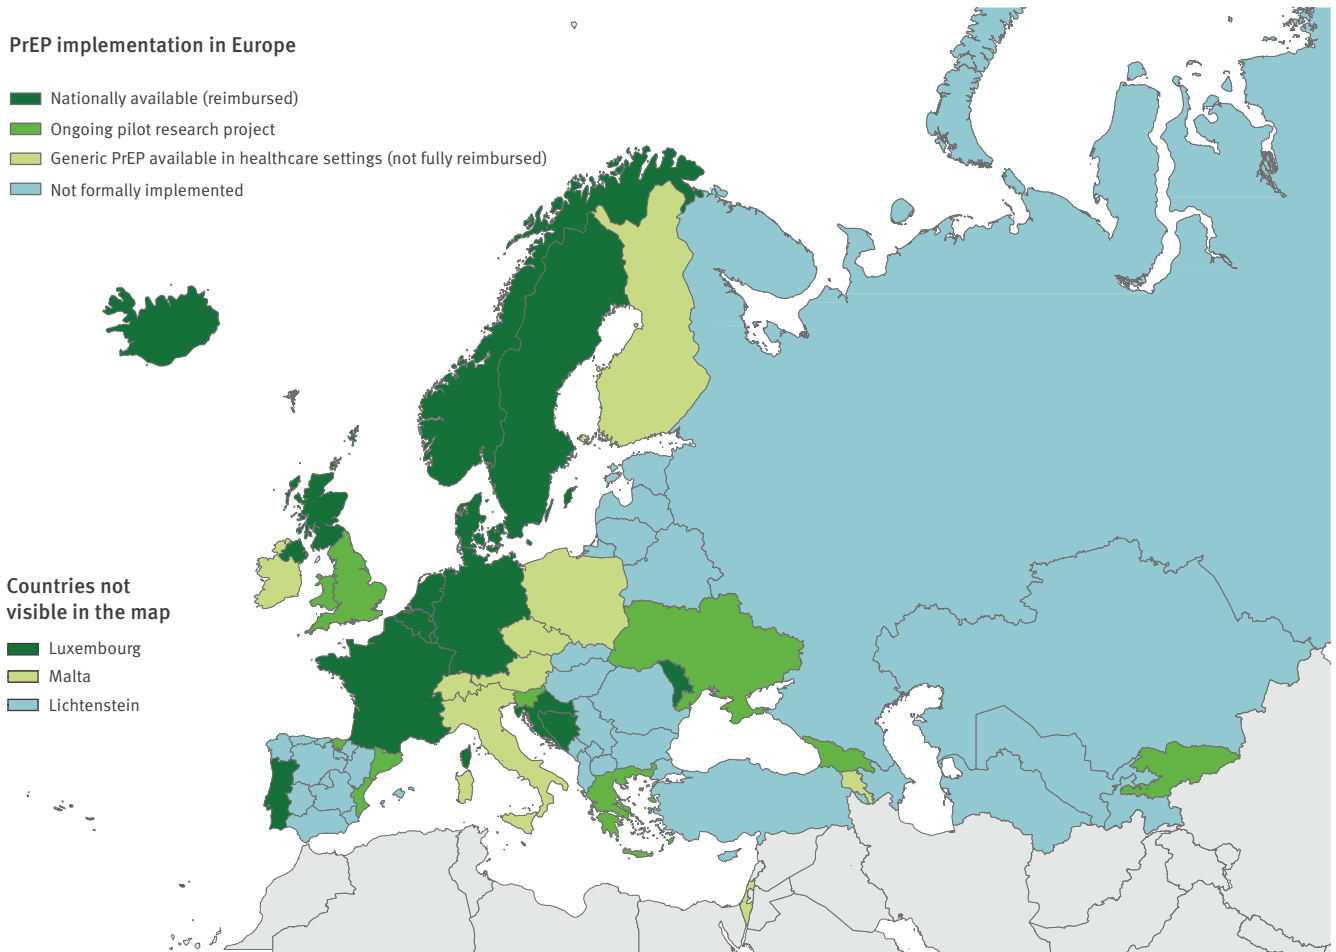 PrEP implementation in Europe
Nationally available (reimbursed)
Ongoing pilot research project
Generic PrEP available in healthcare settings (not fully reimbursed)
Not formally implemented
Countries not
visible in the map
Luxembourg
Malta
Lichtenstein